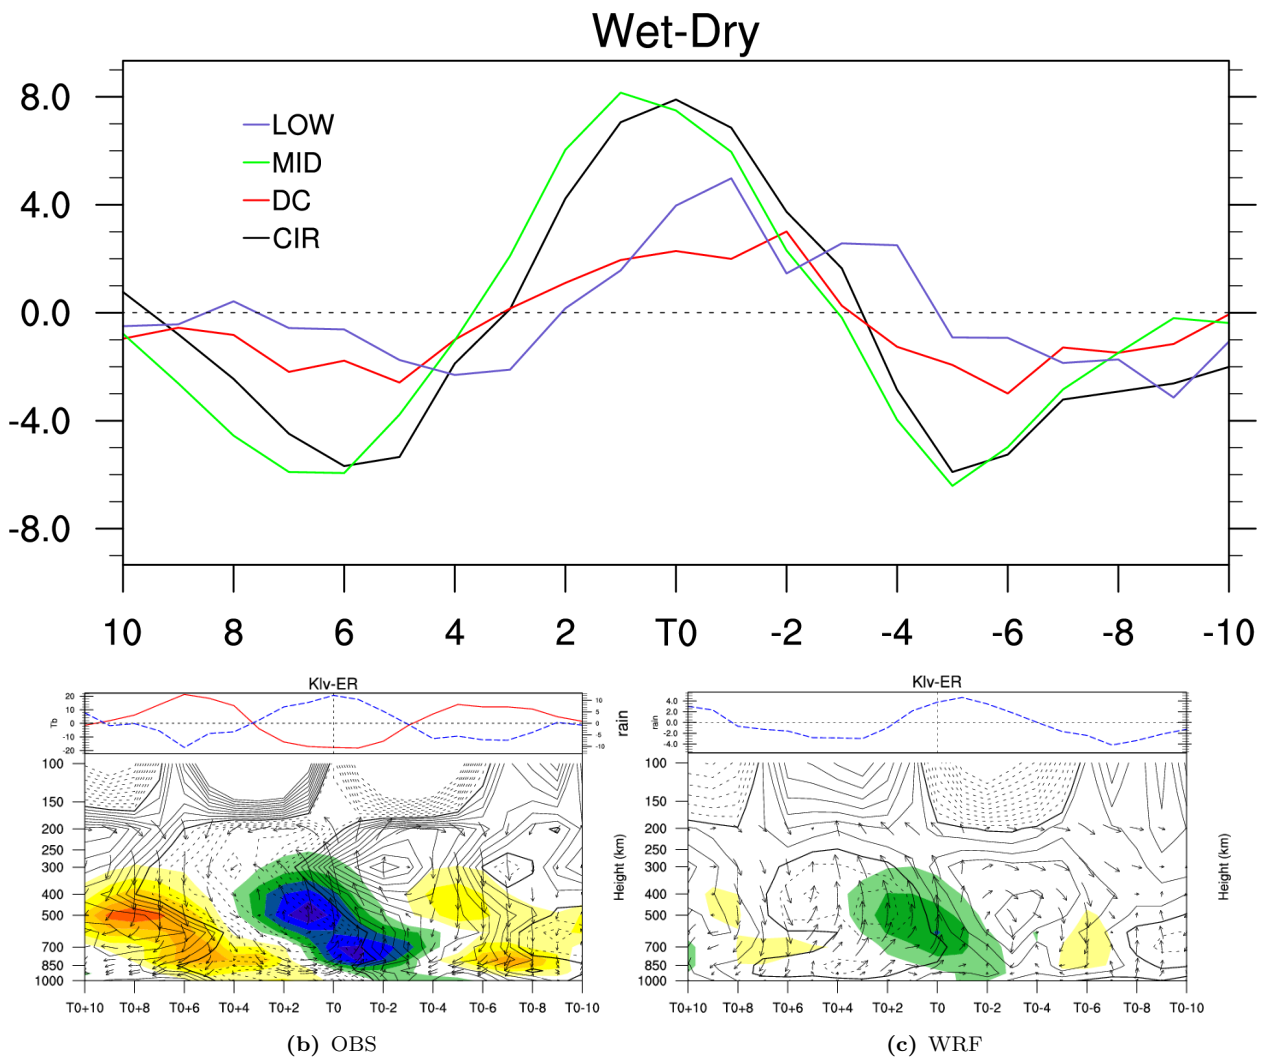 Wet-Dry
8.0
4.0
0.0
-4.0
-8.0
LOW
MID
DC
CIR
10 8 6 4 2 T0 -2 -4 -6 -8 -10
Klv-ER
Tb
20
10
0
-10
-20
10
5
0
-5
-10
rain
100
150
200
250
300
400
500
700
850
1000
Height (km)
T0+10 T0+8 T0+6 T0+4 T0+2 T0 T0-2 T0-4 T0-6 T0-8 T0-10
(b) OBS
Klv-ER
rain
4.0
2.0
0.0
-2.0
-4.0
100
150
200
250
300
400
500
700
850
1000
Height (km)
T0+10 T0+8 T0+6 T0+4 T0+2 T0 T0-2 T0-4 T0-6 T0-8 T0-10
(c) WRF